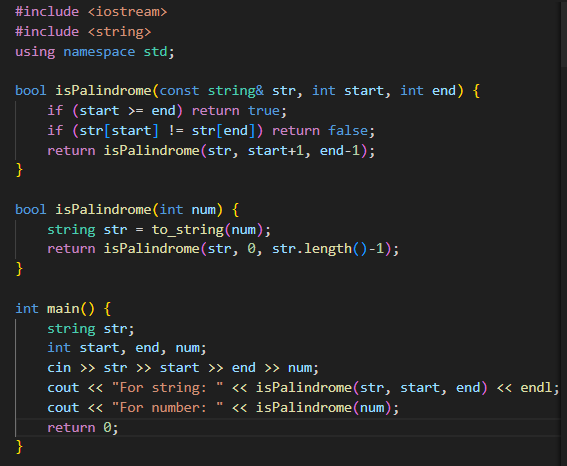 #include <iostream>
#include <string>
using namespace std;

bool isPalindrome(const string& str, int start, int end) {
    if (start >= end) return true;
    if (str[start] != str[end]) return false;
    return isPalindrome(str, start+1, end-1);
}

bool isPalindrome(int num) {
    string str = to_string(num);
    return isPalindrome(str, 0, str.length()-1);
}

int main() {
    string str;
    int start, end, num;
    cin >> str >> start >> end >> num;
    cout << "For string: " << isPalindrome(str, start, end) << endl;
    cout << "For number: " << isPalindrome(num);
    return 0;
}